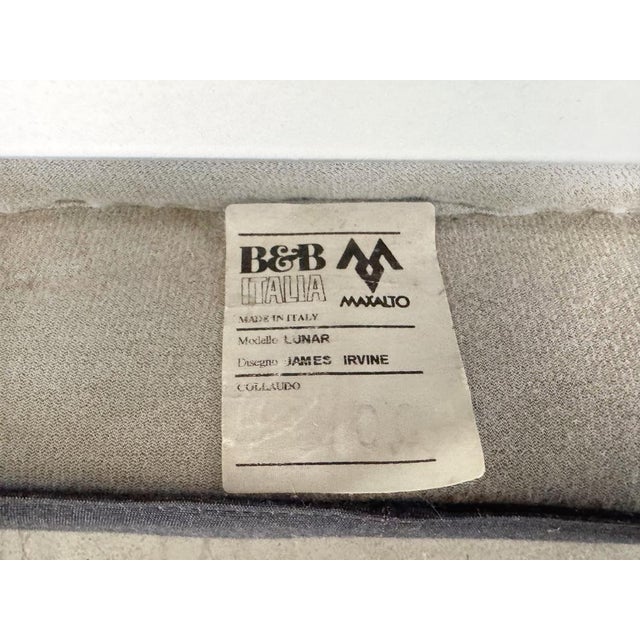 B&B
ITALIA
MAXALTO
MADE IN ITALY
Modello LUNAR
Disegno JAMES IRVINE
COLLAUDO